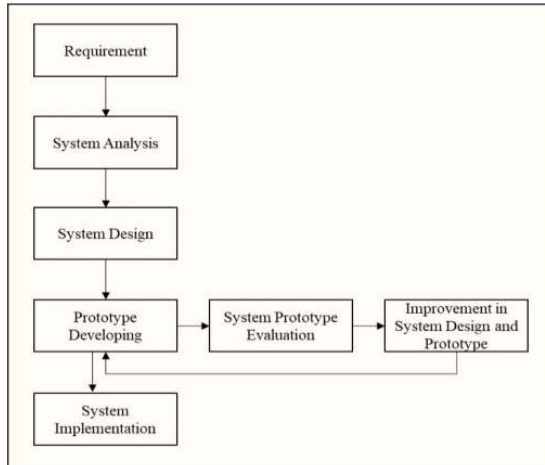 Requirement
System Analysis
System Design
Prototype
Developing
System Prototype
Evaluation
Improvement in
System Design and
Prototype
System
Implementation